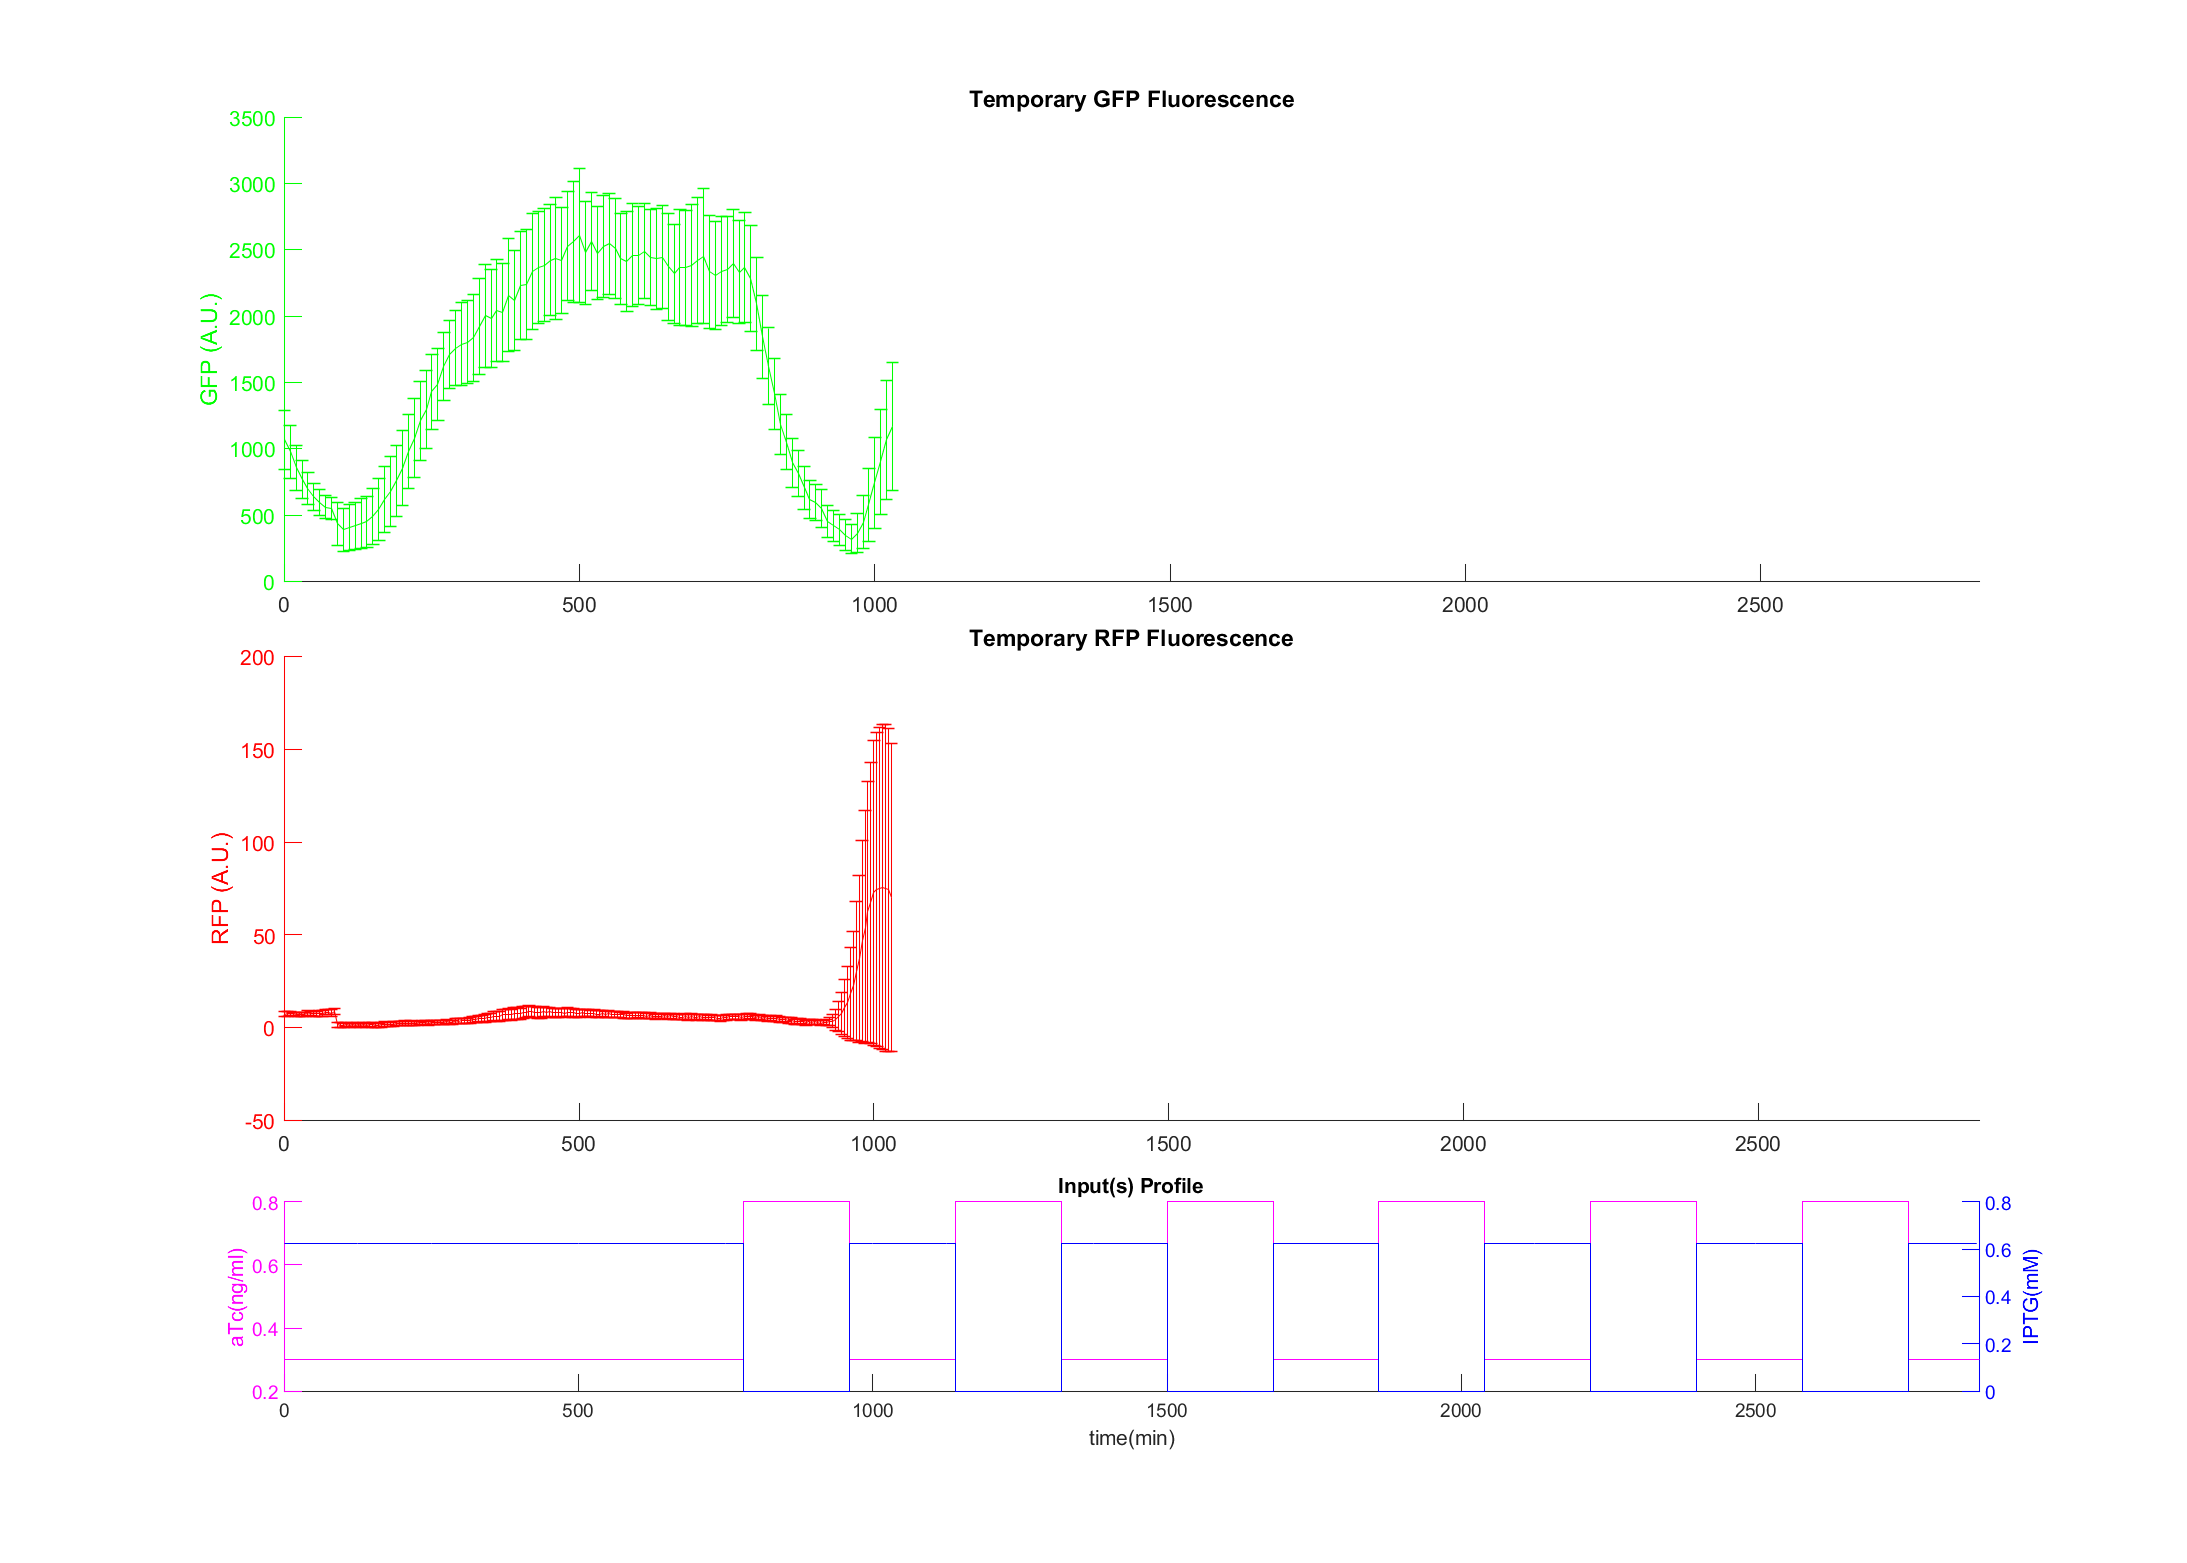 Temporary GFP Fluorescence
3500
3000
2500
2000
1500
1000
500
0
GFP (A.U.)
0 500 1000 1500 2000 2500
Temporary RFP Fluorescence
200
150
100
50
0
-50
RFP (A.U.)
0 500 1000 1500 2000 2500
Input(s) Profile
0.8
0.6
0.4
0.2
aTc(ng/ml)
0.8
0.6
0.4
0.2
0
IPTG(mM)
0 500 1000 1500 2000 2500
time(min)